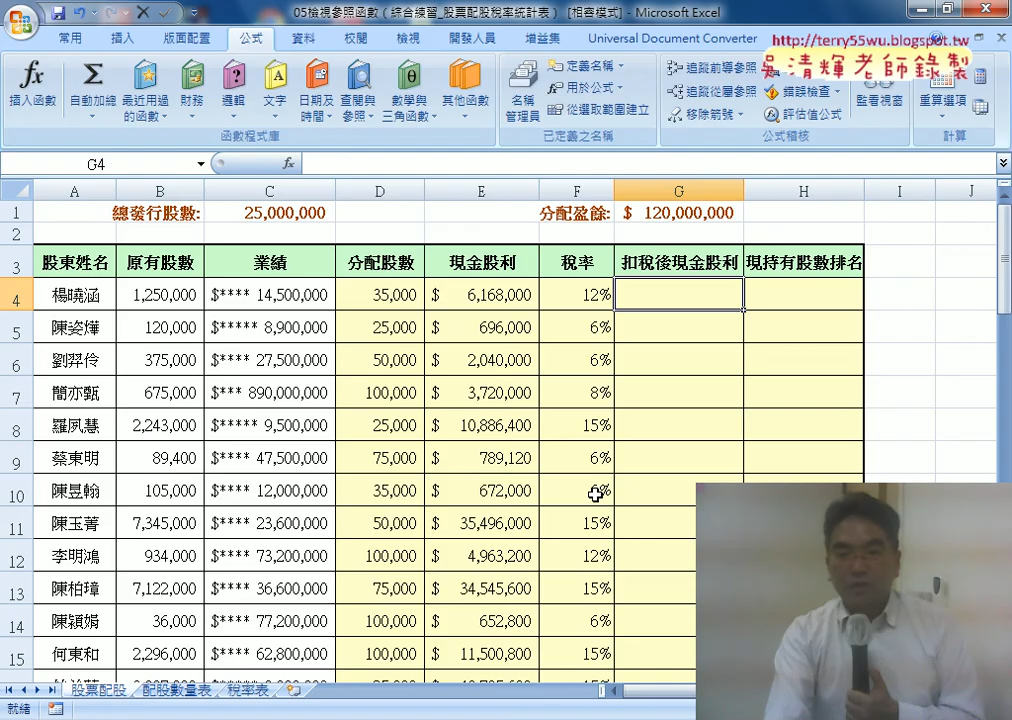 05檢視參照函數(綜合練習_股票配股稅率統計表) [相容模式] - Microsoft Excel
常用 插入 版面配置 公式 資料 校閱 檢視 開發人員 增益集 Universal Document Converter
http://terry55wu.blogspot.tw
吳清輝老師錄製
插入函數 自動加總 最近用過的函數 財務 邏輯 文字 日期及時間 查閱與參照 數學與三角函數 其他函數
函數程式庫
名稱管理員 定義名稱 用於公式 從選取範圍建立
已定義之名稱
追蹤前導參照 追蹤從屬參照 移除箭號 錯誤檢查 評估值公式 監看視窗
公式稽核
重算選項
計算
G4 fx
A B C D E F G H I J
1 總發行股數: 25,000,000 分配盈餘: $ 120,000,000
2
3 股東姓名 原有股數 業績 分配股數 現金股利 稅率 扣稅後現金股利 現持有股數排名
4 楊曉涵 1,250,000 $**** 14,500,000 35,000 $ 6,168,000 12%
5 陳姿燁 120,000 $***** 8,900,000 25,000 $ 696,000 6%
6 劉羿伶 375,000 $**** 27,500,000 50,000 $ 2,040,000 6%
7 簡亦甄 675,000 $*** 890,000,000 100,000 $ 3,720,000 8%
8 羅夙慧 2,243,000 $***** 9,500,000 25,000 $ 10,886,400 15%
9 蔡東明 89,400 $**** 47,500,000 75,000 $ 789,120 6%
10 陳昱翰 105,000 $**** 12,000,000 35,000 $ 672,000 6%
11 陳玉菁 7,345,000 $**** 23,600,000 50,000 $ 35,496,000 15%
12 李明鴻 934,000 $**** 73,200,000 100,000 $ 4,963,200 12%
13 陳柏璋 7,122,000 $**** 36,600,000 75,000 $ 34,545,600 15%
14 陳穎娟 36,000 $**** 77,200,000 100,000 $ 652,800 6%
15 何東和 2,296,000 $**** 62,800,000 100,000 $ 11,500,800 15%
股票配股 配股數量表 稅率表
就緒